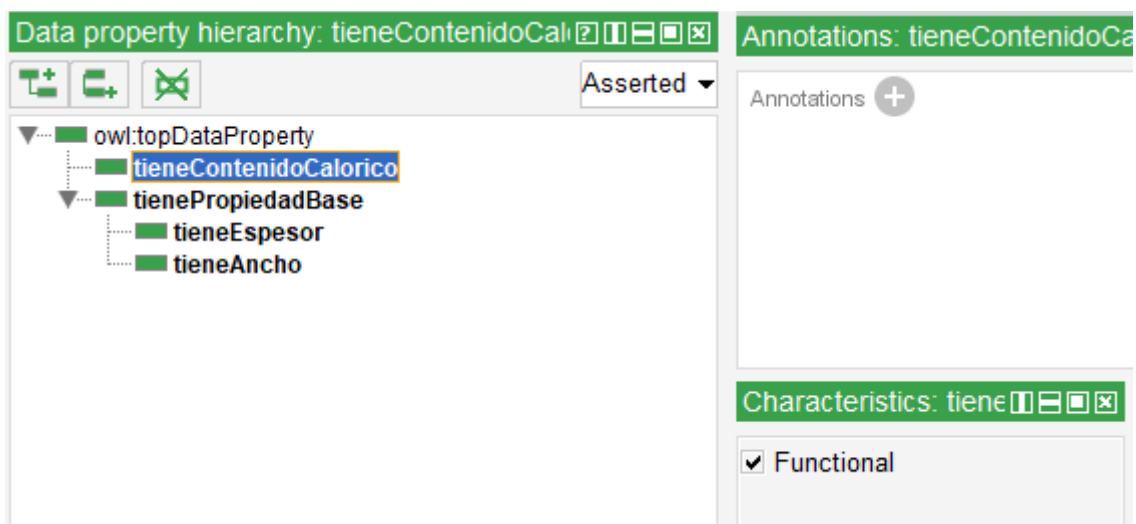 Data property hierarchy: tieneContenidoCal
Asserted
owl:topDataProperty
tieneContenidoCalorico
tienePropiedadBase
tieneEspesor
tieneAncho
Annotations: tieneContenidoCa
Annotations
Characteristics: tiene
Functional